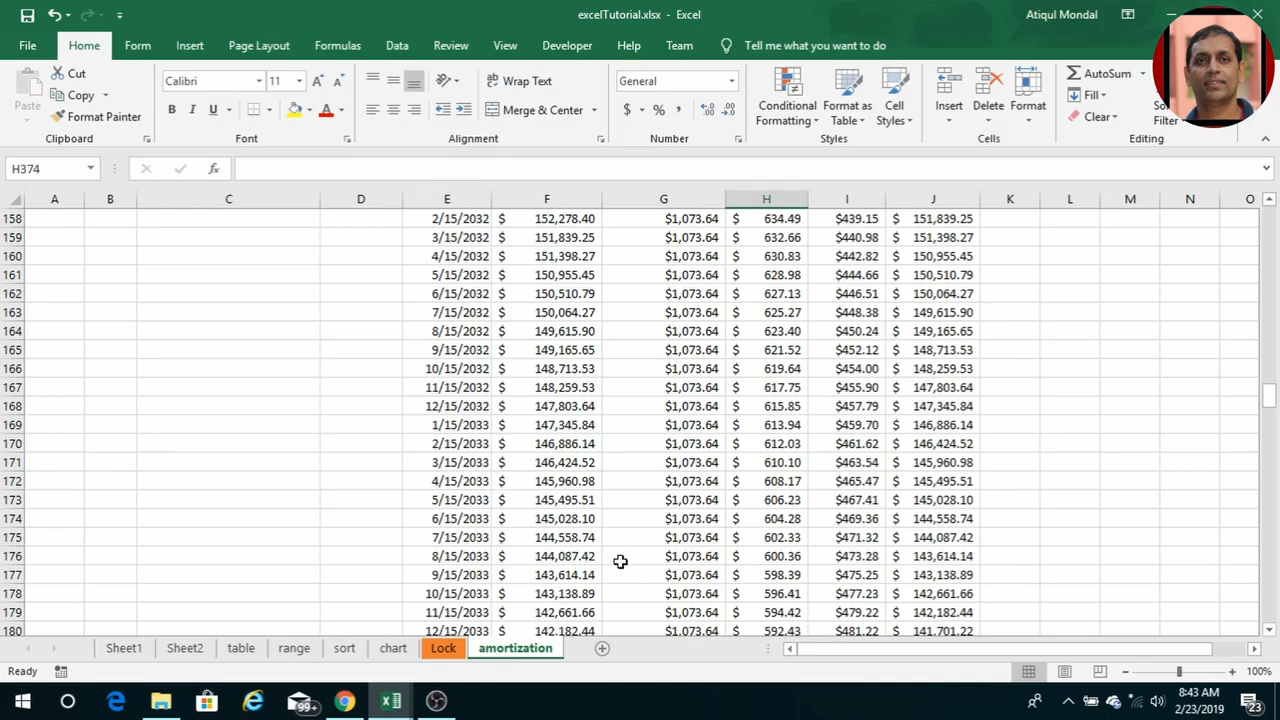 excelTutorial.xlsx - Excel
Atiqul Mondal
File Home Form Insert Page Layout Formulas Data Review View Developer Help Team Tell me what you want to do
Paste
Cut
Copy
Format Painter
Clipboard
Calibri 11
B I U
Font
Wrap Text
Merge & Center
Alignment
General
$ % ,
Number
Conditional Formatting
Format as Table
Cell Styles
Styles
Insert Delete Format
Cells
AutoSum
Fill
Clear
Filter
Editing
H374
fx
A B C D E F G H I J K L M N O
158 2/15/2032 $ 152,278.40 $1,073.64 $ 634.49 $439.15 $ 151,839.25
159 3/15/2032 $ 151,839.25 $1,073.64 $ 632.66 $440.98 $ 151,398.27
160 4/15/2032 $ 151,398.27 $1,073.64 $ 630.83 $442.82 $ 150,955.45
161 5/15/2032 $ 150,955.45 $1,073.64 $ 628.98 $444.66 $ 150,510.79
162 6/15/2032 $ 150,510.79 $1,073.64 $ 627.13 $446.51 $ 150,064.27
163 7/15/2032 $ 150,064.27 $1,073.64 $ 625.27 $448.38 $ 149,615.90
164 8/15/2032 $ 149,615.90 $1,073.64 $ 623.40 $450.24 $ 149,165.65
165 9/15/2032 $ 149,165.65 $1,073.64 $ 621.52 $452.12 $ 148,713.53
166 10/15/2032 $ 148,713.53 $1,073.64 $ 619.64 $454.00 $ 148,259.53
167 11/15/2032 $ 148,259.53 $1,073.64 $ 617.75 $455.90 $ 147,803.64
168 12/15/2032 $ 147,803.64 $1,073.64 $ 615.85 $457.79 $ 147,345.84
169 1/15/2033 $ 147,345.84 $1,073.64 $ 613.94 $459.70 $ 146,886.14
170 2/15/2033 $ 146,886.14 $1,073.64 $ 612.03 $461.62 $ 146,424.52
171 3/15/2033 $ 146,424.52 $1,073.64 $ 610.10 $463.54 $ 145,960.98
172 4/15/2033 $ 145,960.98 $1,073.64 $ 608.17 $465.47 $ 145,495.51
173 5/15/2033 $ 145,495.51 $1,073.64 $ 606.23 $467.41 $ 145,028.10
174 6/15/2033 $ 145,028.10 $1,073.64 $ 604.28 $469.36 $ 144,558.74
175 7/15/2033 $ 144,558.74 $1,073.64 $ 602.33 $471.32 $ 144,087.42
176 8/15/2033 $ 144,087.42 $1,073.64 $ 600.36 $473.28 $ 143,614.14
177 9/15/2033 $ 143,614.14 $1,073.64 $ 598.39 $475.25 $ 143,138.89
178 10/15/2033 $ 143,138.89 $1,073.64 $ 596.41 $477.23 $ 142,661.66
179 11/15/2033 $ 142,661.66 $1,073.64 $ 594.42 $479.22 $ 142,182.44
180 12/15/2033 $ 142,182.44 $1,073.64 $ 592.43 $481.22 $ 141,701.22
Sheet1 Sheet2 table range sort chart Lock amortization
Ready
100%
99+
8:43 AM
2/23/2019
23